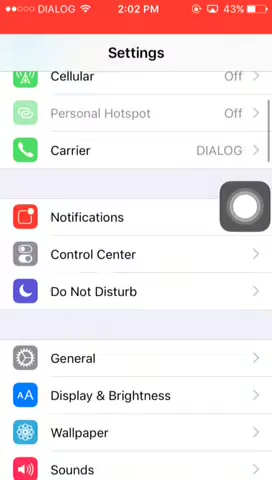 DIALOG 2:02 PM 43%
Settings
Cellular Off
Personal Hotspot Off
Carrier DIALOG
Notifications
Control Center
Do Not Disturb
General
AA Display & Brightness
Wallpaper
Sounds